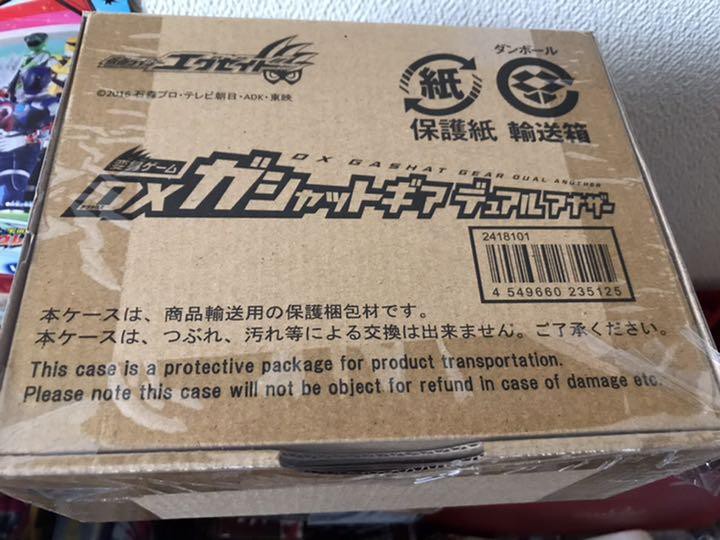 仮面ライダー エグゼイド
©2016 石森プロ・テレビ朝日・ADK・東映
ダンボール
紙
保護紙 輸送箱
DX GASHAT GEAR DUAL ANOTHER
変身ゲーム
DXガシャットギア デュアルアナザー
2418101
4 549660 235125
本ケースは、商品輸送用の保護梱包材です。
本ケースは、つぶれ、汚れ等による交換は出来ません。ご了承ください。
This case is a protective package for product transportation.
Please note this case will not be object for refund in case of damage etc.